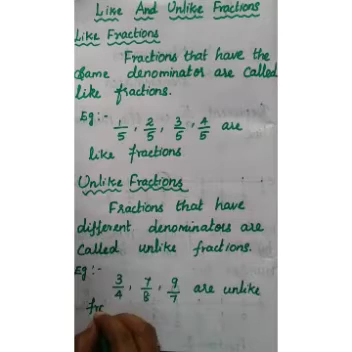 Like And Unlike Fractions
Like Fractions
Fractions that have the
same denominator are called
like fractions.
Eg:- 1/5, 2/5, 3/5, 4/5 are
like fractions
Unlike Fractions
Fractions that have
different denominators are
called unlike fractions.
Eg:-
3/4, 7/8, 9/7 are unlike
fr